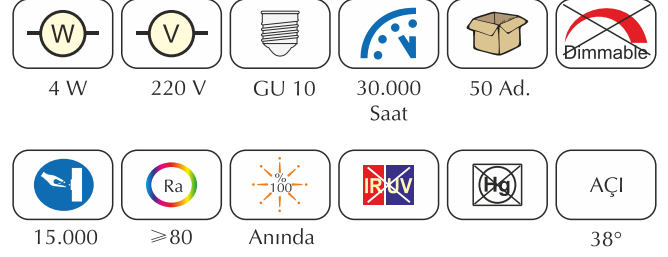 W
V
Dimmable
4 W
220 V
GU 10
30.000
Saat
50 Ad.
Ra
%
100
IR UV
Hg
AÇI
15.000
≥80
Anında
38°